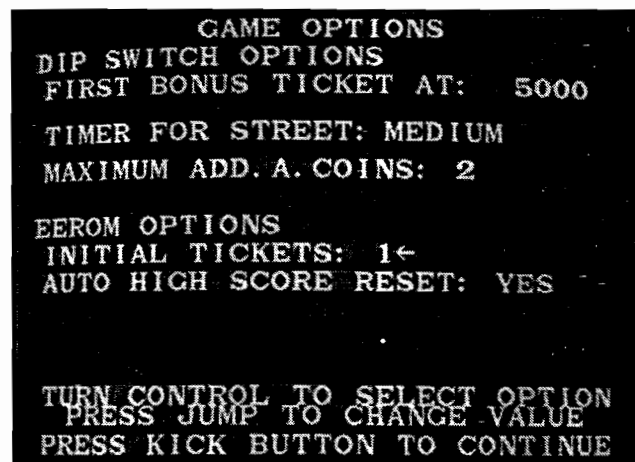 GAME OPTIONS
DIP SWITCH OPTIONS
FIRST BONUS TICKET AT: 5000
TIMER FOR STREET: MEDIUM
MAXIMUM ADD.A.COINS: 2
EEROM OPTIONS
INITIAL TICKETS: 1←
AUTO HIGH SCORE RESET: YES
TURN CONTROL TO SELECT OPTION
PRESS JUMP TO CHANGE VALUE
PRESS KICK BUTTON TO CONTINUE